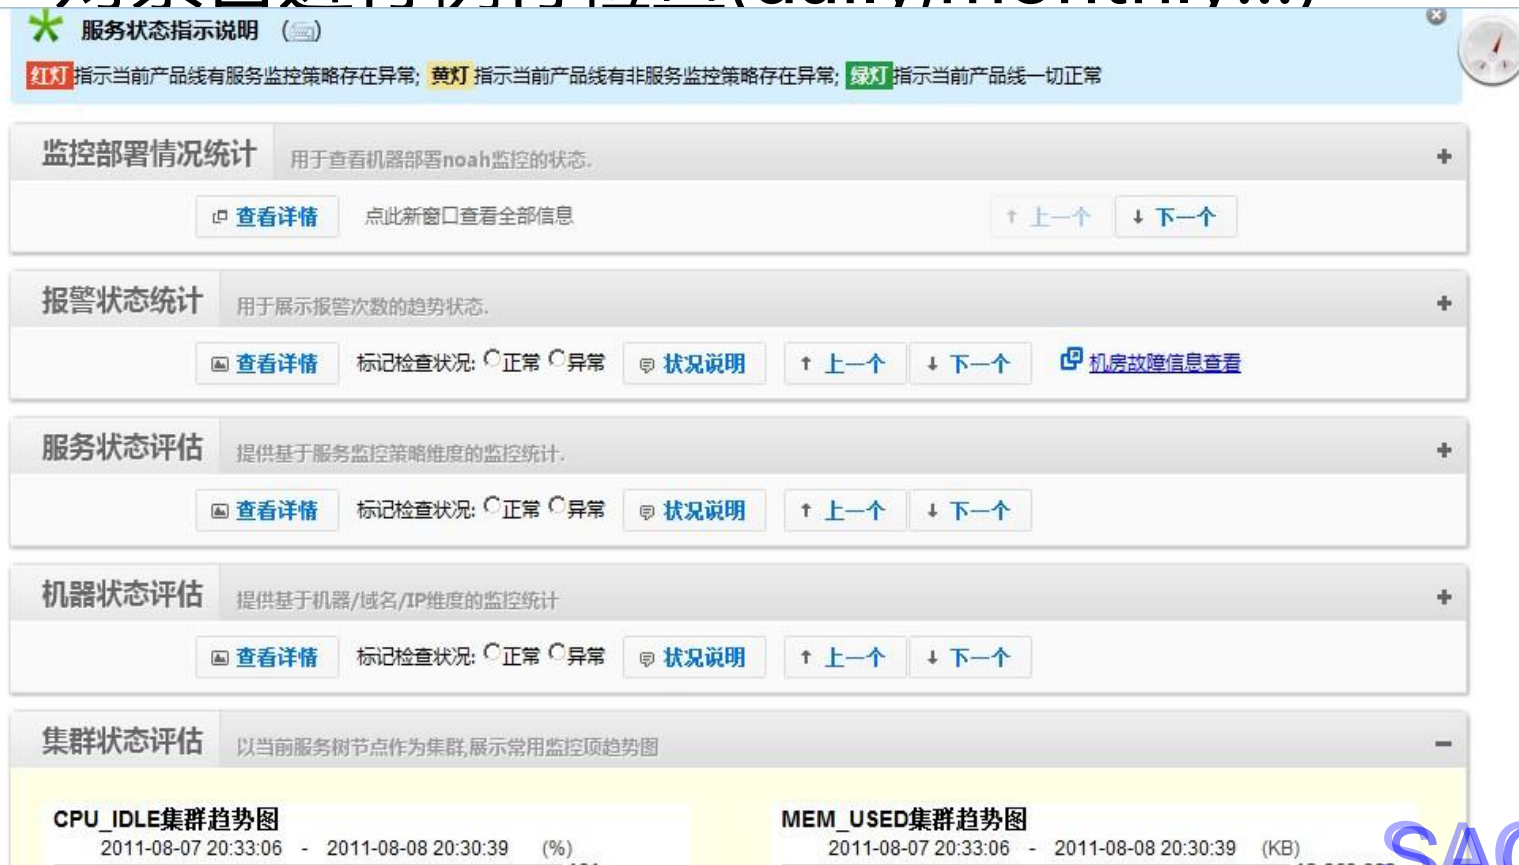 对示警进行例行检查(daily,monthly...)
服务状态指示说明 ( )
红灯 指示当前产品线有服务监控策略存在异常; 黄灯 指示当前产品线有非服务监控策略存在异常; 绿灯 指示当前产品线一切正常
监控部署情况统计 用于查看机器部署noah监控的状态.
查看详情 点此新窗口查看全部信息 上一个 下一个
报警状态统计 用于展示报警次数的趋势状态.
查看详情 标记检查状况: 正常 异常 状况说明 上一个 下一个 机房故障信息查看
服务状态评估 提供基于服务监控策略维度的监控统计.
查看详情 标记检查状况: 正常 异常 状况说明 上一个 下一个
机器状态评估 提供基于机器/域名/IP维度的监控统计
查看详情 标记检查状况: 正常 异常 状况说明 上一个 下一个
集群状态评估 以当前服务树节点作为集群,展示常用监控项趋势图
CPU_IDLE集群趋势图 MEM_USED集群趋势图
2011-08-07 20:33:06 - 2011-08-08 20:30:39 (%) 2011-08-07 20:33:06 - 2011-08-08 20:30:39 (KB)
SAC